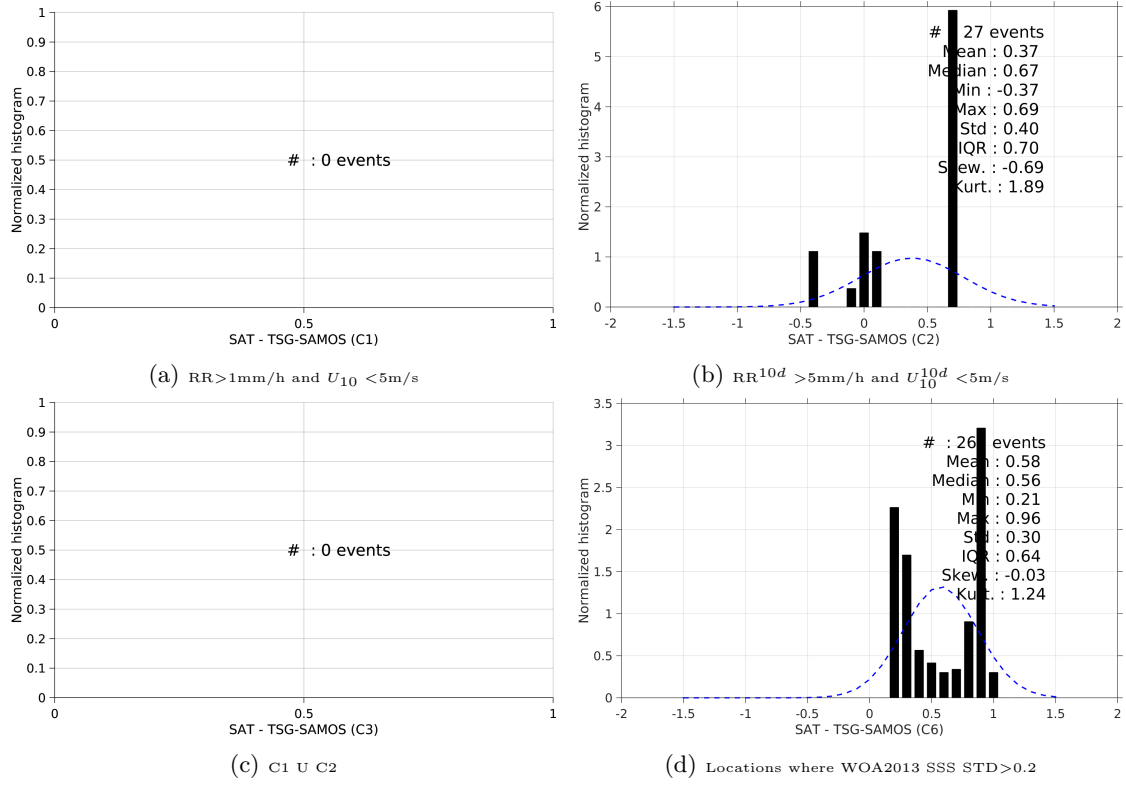 1
0.9
0.8
0.7
0.6
0.5
0.4
0.3
0.2
0.1
0
Normalized histogram
# : 0 events
0 0.5 1
SAT - TSG-SAMOS (C1)
(a) RR>1mm/h and U10 <5m/s
6
5
4
3
2
1
0
Normalized histogram
# : 27 events
Mean : 0.37
Median : 0.67
Min : -0.37
Max : 0.69
Std : 0.40
IQR : 0.70
Skew. : -0.69
Kurt. : 1.89
-2 -1.5 -1 -0.5 0 0.5 1 1.5 2
SAT - TSG-SAMOS (C2)
(b) RR10d >5mm/h and U10d10 <5m/s
1
0.9
0.8
0.7
0.6
0.5
0.4
0.3
0.2
0.1
0
Normalized histogram
# : 0 events
0 0.5 1
SAT - TSG-SAMOS (C3)
(c) C1 U C2
3.5
3
2.5
2
1.5
1
0.5
0
Normalized histogram
# : events
Mean : 0.58
Median : 0.56
Min : 0.21
Max : 0.96
Std : 0.30
IQR : 0.64
Skew. : -0.03
Kurt. : 1.24
-2 -1.5 -1 -0.5 0 0.5 1 1.5 2
SAT - TSG-SAMOS (C6)
(d) Locations where WOA2013 SSS STD>0.2